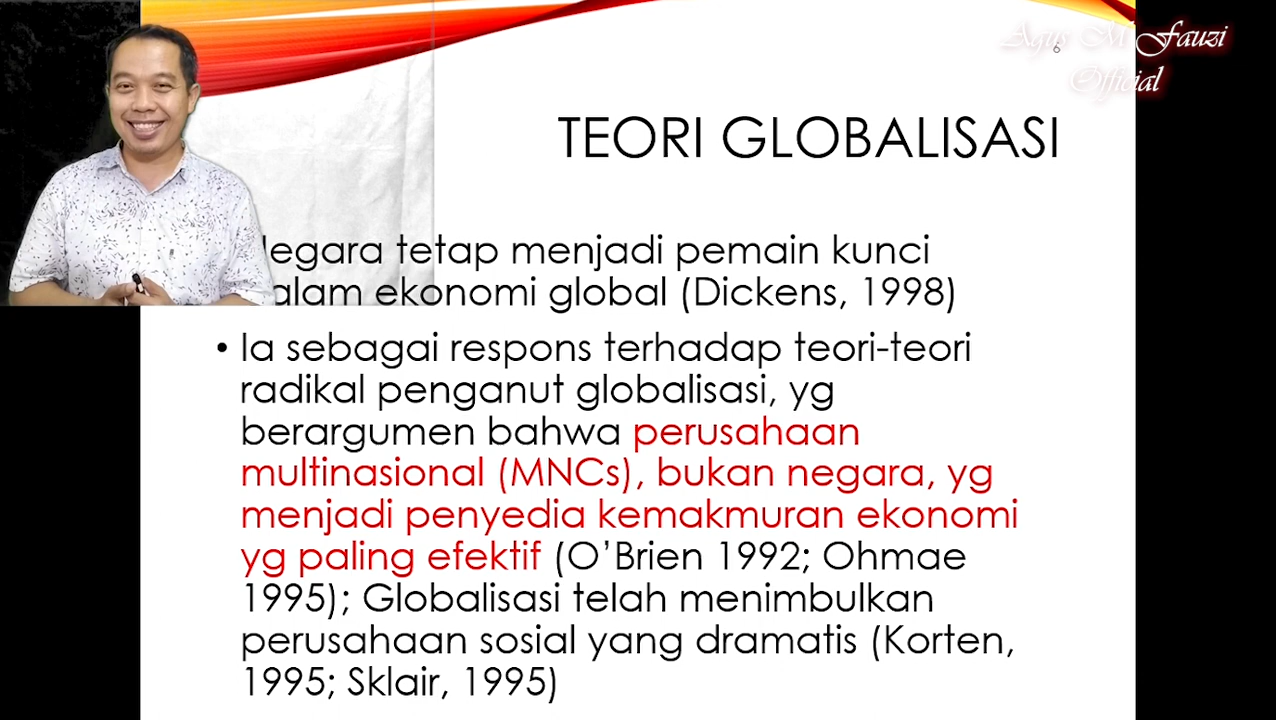 Agus M Fauzi
Official
6
TEORI GLOBALISASI
tetap menjadi pemain kunci
ekonomi global (Dickens, 1998)
• Ia sebagai respons terhadap teori-teori
radikal penganut globalisasi, yg
berargumen bahwa perusahaan
multinasional (MNCs), bukan negara, yg
menjadi penyedia kemakmuran ekonomi
yg paling efektif (O’Brien 1992; Ohmae
1995); Globalisasi telah menimbulkan
perusahaan sosial yang dramatis (Korten,
1995; Sklair, 1995)